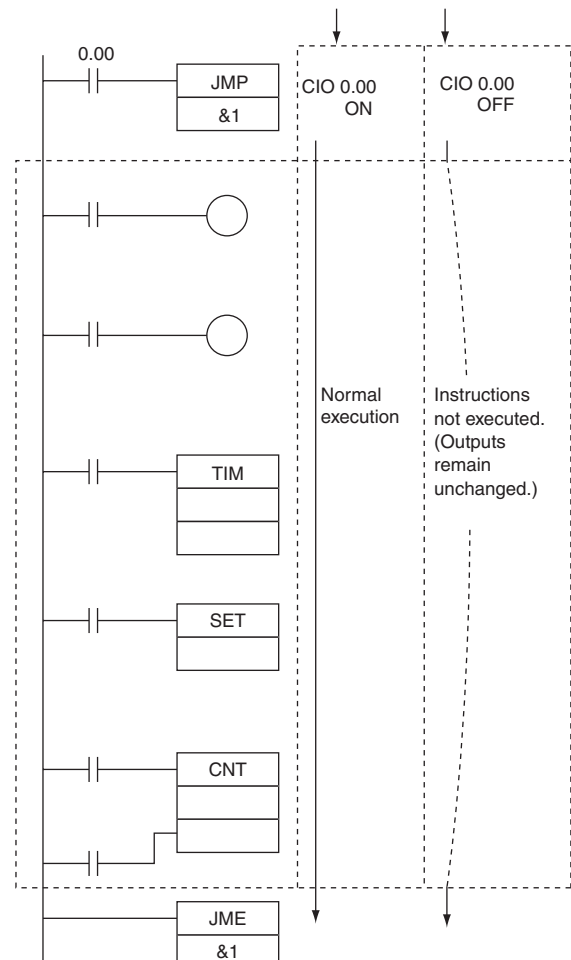 0.00
JMP
&1
CIO 0.00
ON
CIO 0.00
OFF
Normal
execution
Instructions
not executed.
(Outputs
remain
unchanged.)
TIM
SET
CNT
JME
&1